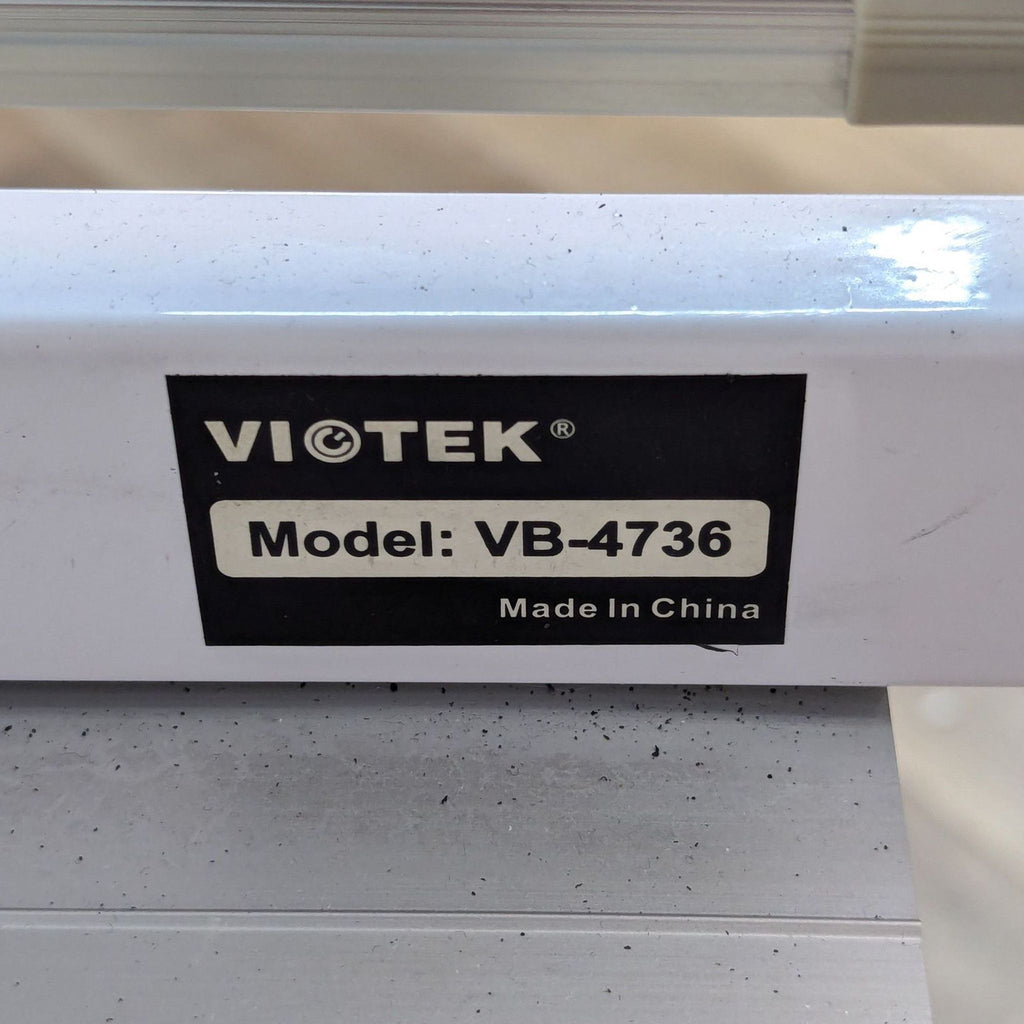 VIOTEK®
Model: VB-4736
Made In China